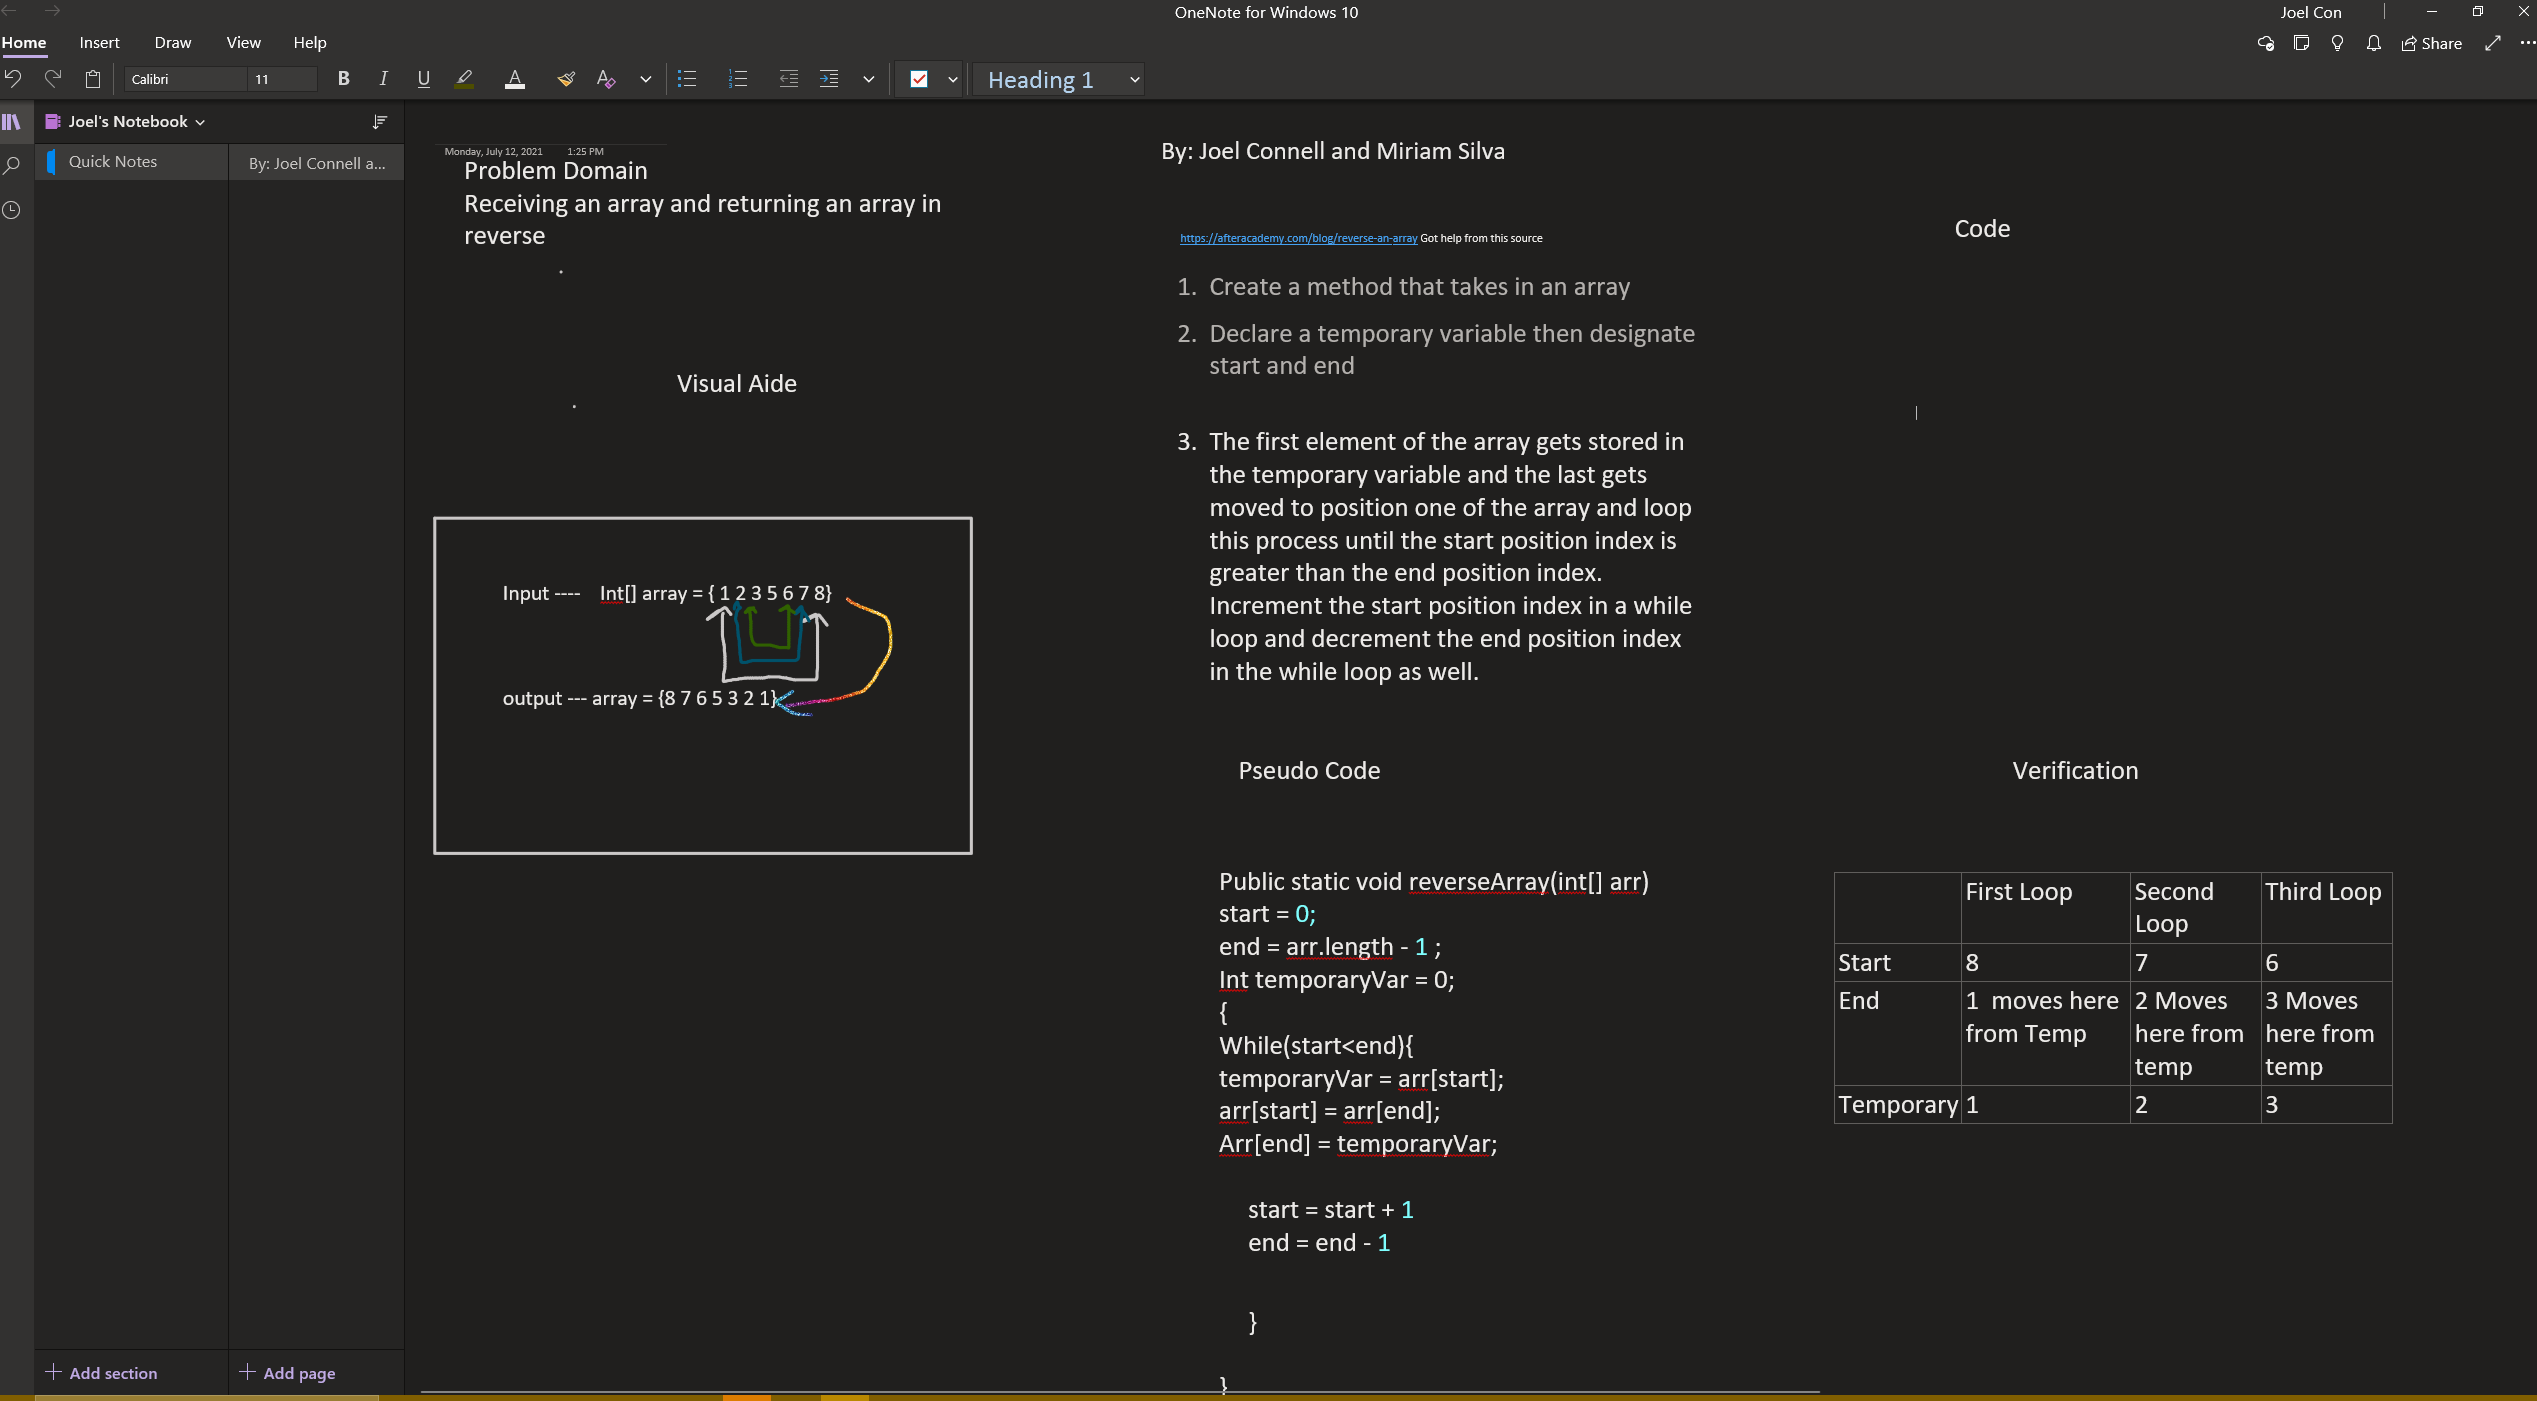 OneNote for Windows 10
Joel Con
Home Insert Draw View Help
Share
Calibri 11 B I U A Heading 1
Joel's Notebook
Quick Notes
By: Joel Connell a...
Monday, July 12, 2021 1:25 PM
Problem Domain
Receiving an array and returning an array in
reverse
Visual Aide
Input ---- Int[] array = { 1 2 3 5 6 7 8}
output --- array = {8 7 6 5 3 2 1}
By: Joel Connell and Miriam Silva
https://afteracademy.com/blog/reverse-an-array Got help from this source
1. Create a method that takes in an array
2. Declare a temporary variable then designate
start and end
3. The first element of the array gets stored in
the temporary variable and the last gets
moved to position one of the array and loop
this process until the start position index is
greater than the end position index.
Increment the start position index in a while
loop and decrement the end position index
in the while loop as well.
Pseudo Code
Public static void reverseArray(int[] arr)
start = 0;
end = arr.length - 1 ;
Int temporaryVar = 0;
{
While(start<end){
temporaryVar = arr[start];
arr[start] = arr[end];
Arr[end] = temporaryVar;
start = start + 1
end = end - 1
}
}
Code
Verification
First Loop Second Loop Third Loop
Start 8 7 6
End 1 moves here from Temp 2 Moves here from temp 3 Moves here from temp
Temporary 1 2 3
Add section
Add page